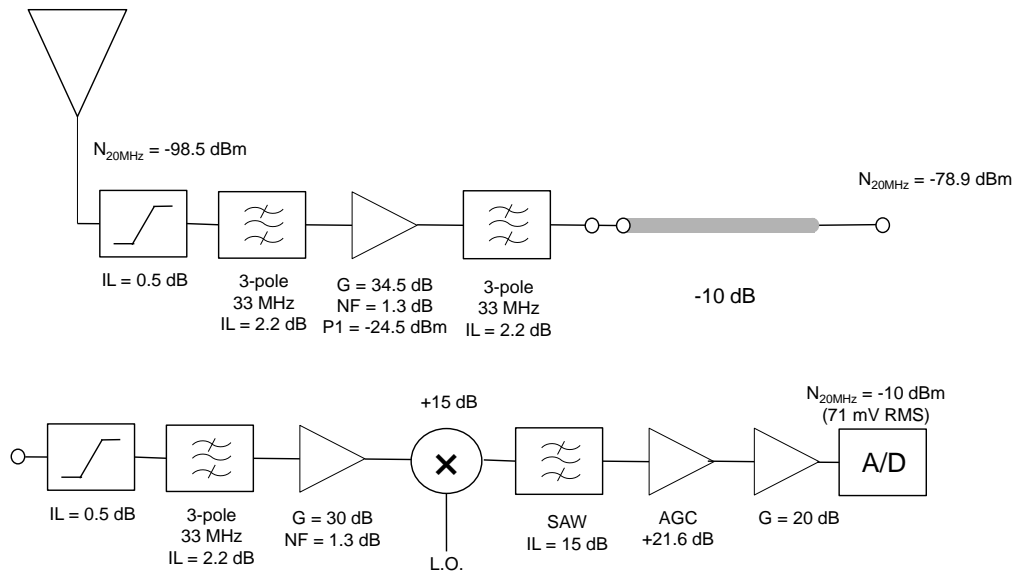 N20MHz = -98.5 dBm
N20MHz = -78.9 dBm
IL = 0.5 dB
3-pole
33 MHz
IL = 2.2 dB
G = 34.5 dB
NF = 1.3 dB
P1 = -24.5 dBm
3-pole
33 MHz
IL = 2.2 dB
-10 dB
+15 dB
N20MHz = -10 dBm
(71 mV RMS)
A/D
IL = 0.5 dB
3-pole
33 MHz
IL = 2.2 dB
G = 30 dB
NF = 1.3 dB
L.O.
SAW
IL = 15 dB
AGC
+21.6 dB
G = 20 dB